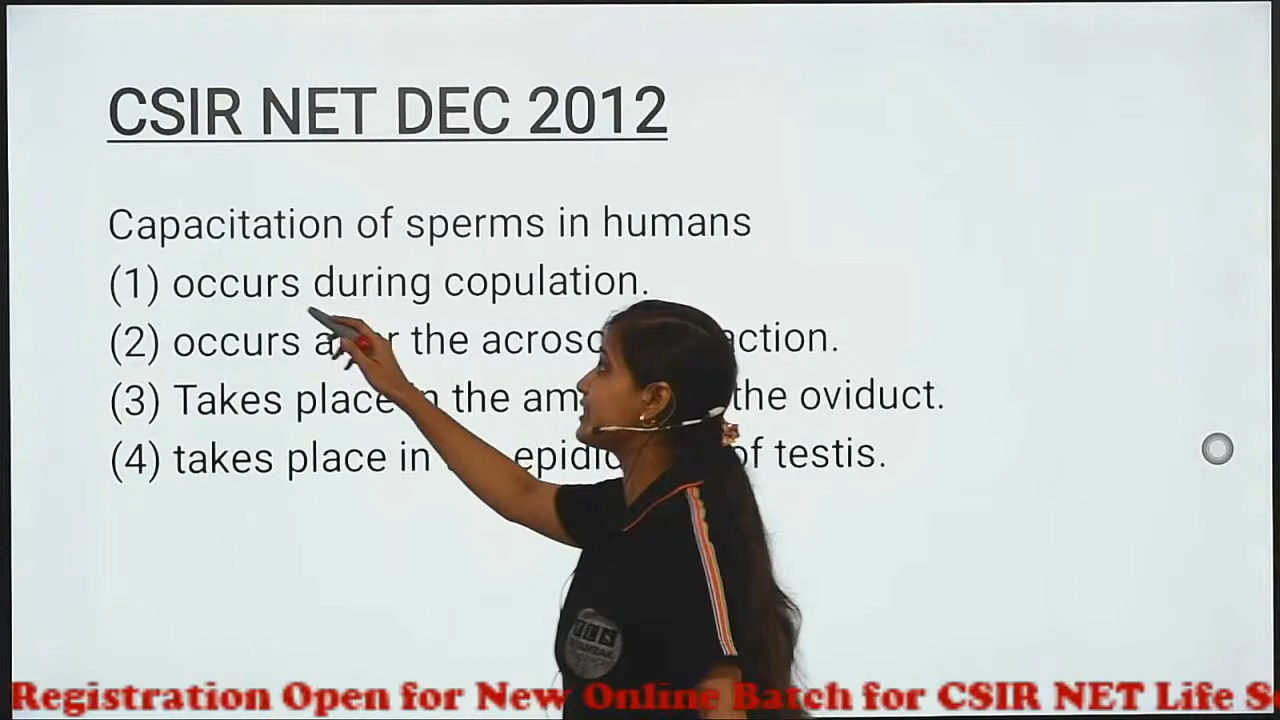 CSIR NET DEC 2012
Capacitation of sperms in humans
(1) occurs during copulation.
(2) occurs the
(3) Takes place the the oviduct.
(4) takes place in of testis.
Registration Open for New Online Batch for CSIR NET Life